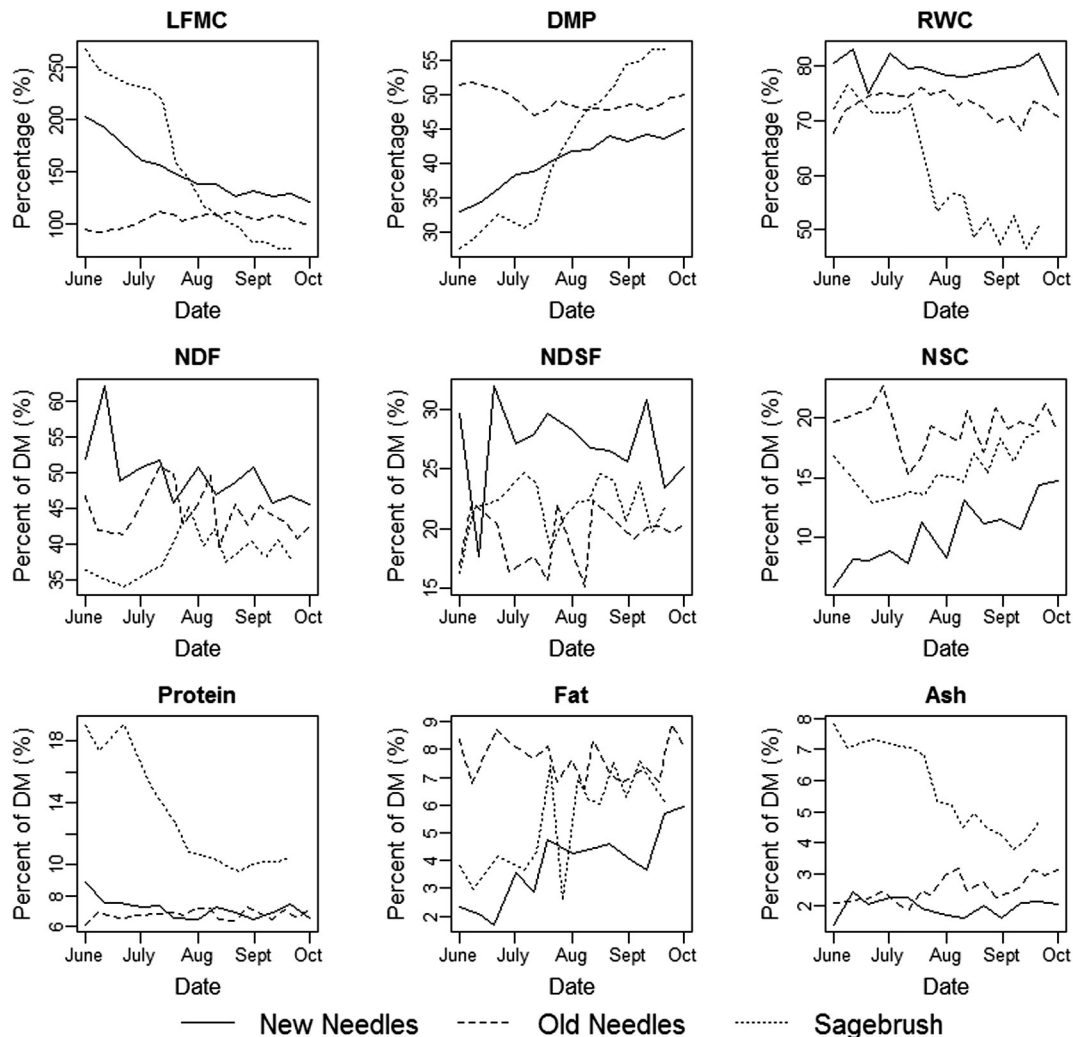 LFMC
DMP
RWC
Percentage (%)
250
200
150
100
June July Aug Sept Oct
Date
Percentage (%)
55
50
45
40
35
30
June July Aug Sept Oct
Date
Percentage (%)
80
70
60
50
June July Aug Sept Oct
Date
NDF
NDSF
NSC
Percent of DM (%)
60
55
50
45
40
35
June July Aug Sept Oct
Date
Percent of DM (%)
30
25
20
15
June July Aug Sept Oct
Date
Percent of DM (%)
20
15
10
June July Aug Sept Oct
Date
Protein
Fat
Ash
Percent of DM (%)
18
14
10
8
6
June July Aug Sept Oct
Date
Percent of DM (%)
9
8
7
6
5
4
3
2
June July Aug Sept Oct
Date
Percent of DM (%)
8
7
6
5
4
3
2
June July Aug Sept Oct
Date
New Needles Old Needles Sagebrush